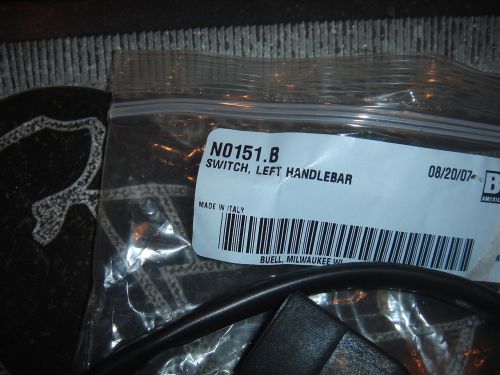 N0151.B
SWITCH, LEFT HANDLEBAR
08/20/07
B
MADE IN ITALY
BUELL, MILWAUKEE WI